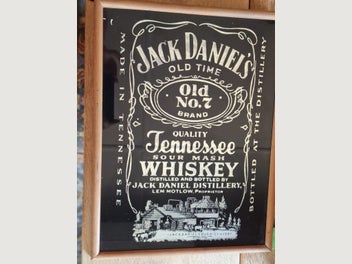 JACK DANIEL'S
OLD TIME
Old
No.7
BRAND
QUALITY
Tennessee
SOUR MASH
WHISKEY
DISTILLED AND BOTTLED BY
JACK DANIEL DISTILLERY,
LEM MOTLOW, PROPRIETOR
MADE IN TENNESSEE
BOTTLED AT THE DISTILLERY